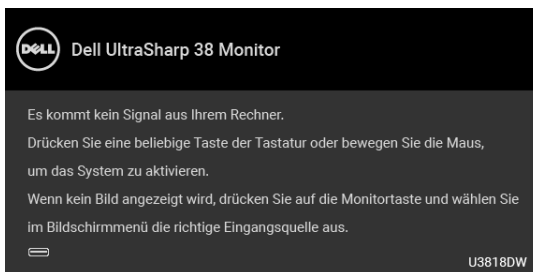 DELL Dell UltraSharp 38 Monitor
Es kommt kein Signal aus Ihrem Rechner.
Drücken Sie eine beliebige Taste der Tastatur oder bewegen Sie die Maus,
um das System zu aktivieren.
Wenn kein Bild angezeigt wird, drücken Sie auf die Monitortaste und wählen Sie
im Bildschirmmenü die richtige Eingangsquelle aus.
U3818DW